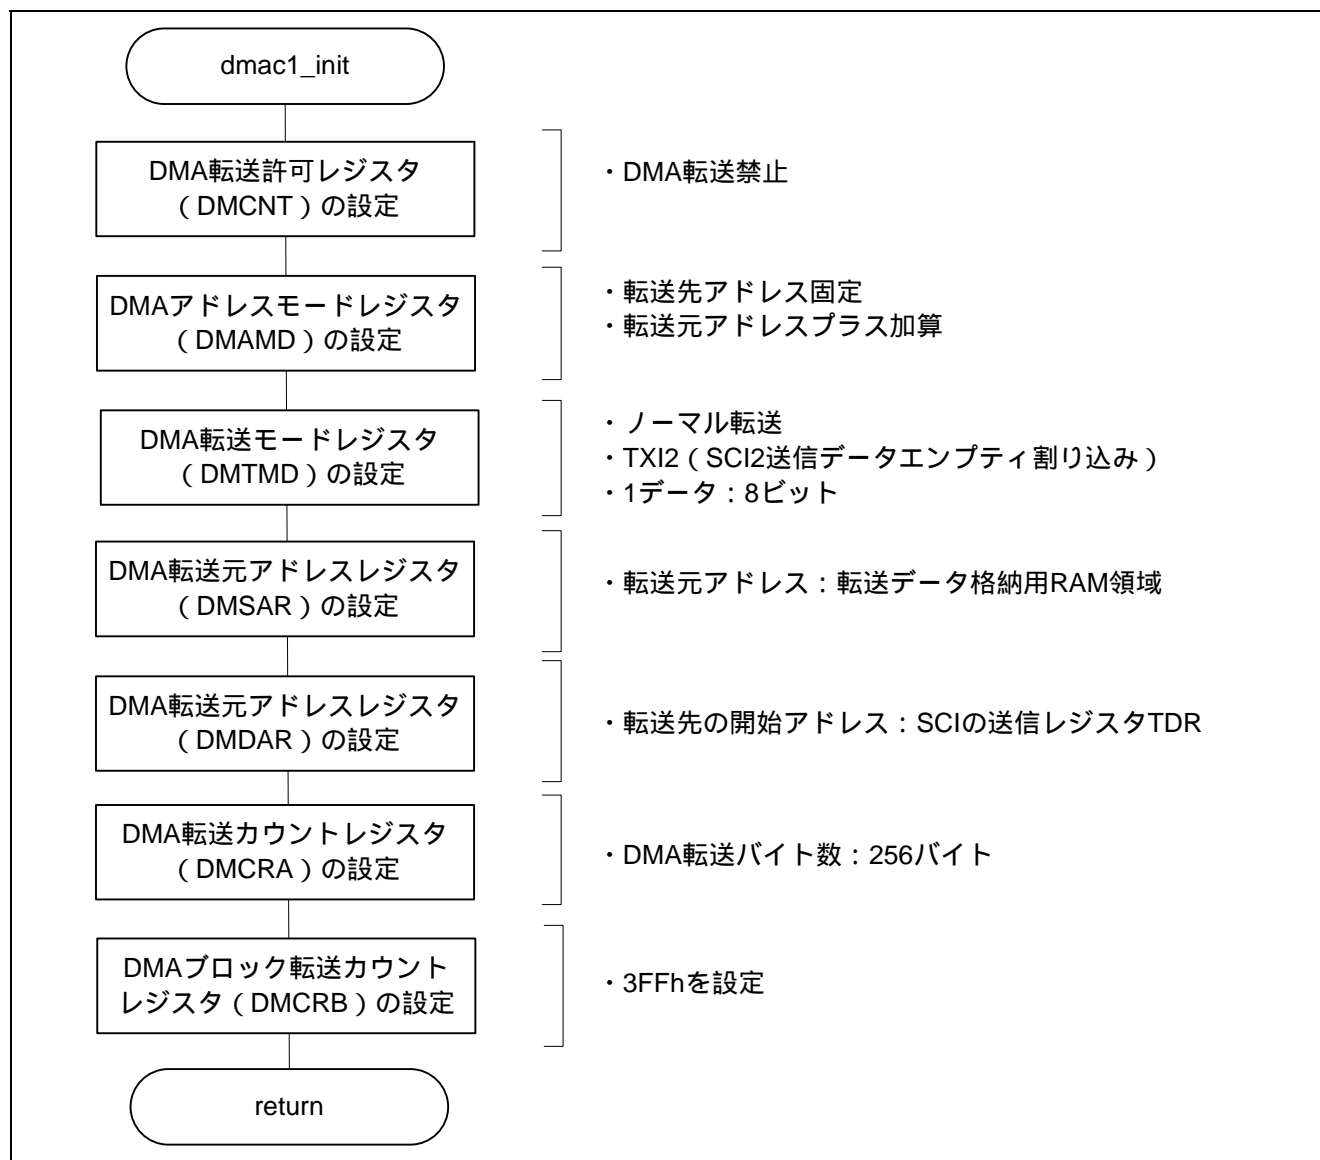 dmac1_init
DMA転送許可レジスタ
（DMCNT）の設定
・DMA転送禁止
DMAアドレスモードレジスタ
（DMAMD）の設定
・転送先アドレス固定
・転送元アドレスプラス加算
DMA転送モードレジスタ
（DMTMD）の設定
・ノーマル転送
・TXI2（SCI2送信データエンプティ割り込み）
・1データ：8ビット
DMA転送元アドレスレジスタ
（DMSAR）の設定
・転送元アドレス：転送データ格納用RAM領域
DMA転送元アドレスレジスタ
（DMDAR）の設定
・転送先の開始アドレス：SCIの送信レジスタTDR
DMA転送カウントレジスタ
（DMCRA）の設定
・DMA転送バイト数：256バイト
DMAブロック転送カウント
レジスタ（DMCRB）の設定
・3FFhを設定
return